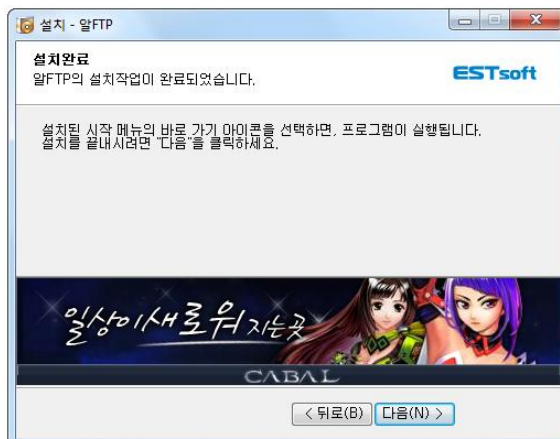 설치 - 알FTP
설치완료
알FTP의 설치작업이 완료되었습니다.
ESTsoft
설치된 시작 메뉴의 바로 가기 아이콘을 선택하면, 프로그램이 실행됩니다.
설치를 끝내시려면 "다음"을 클릭하세요.
일상이 새로워지는곳
CABAL
< 뒤로(B)
다음(N) >